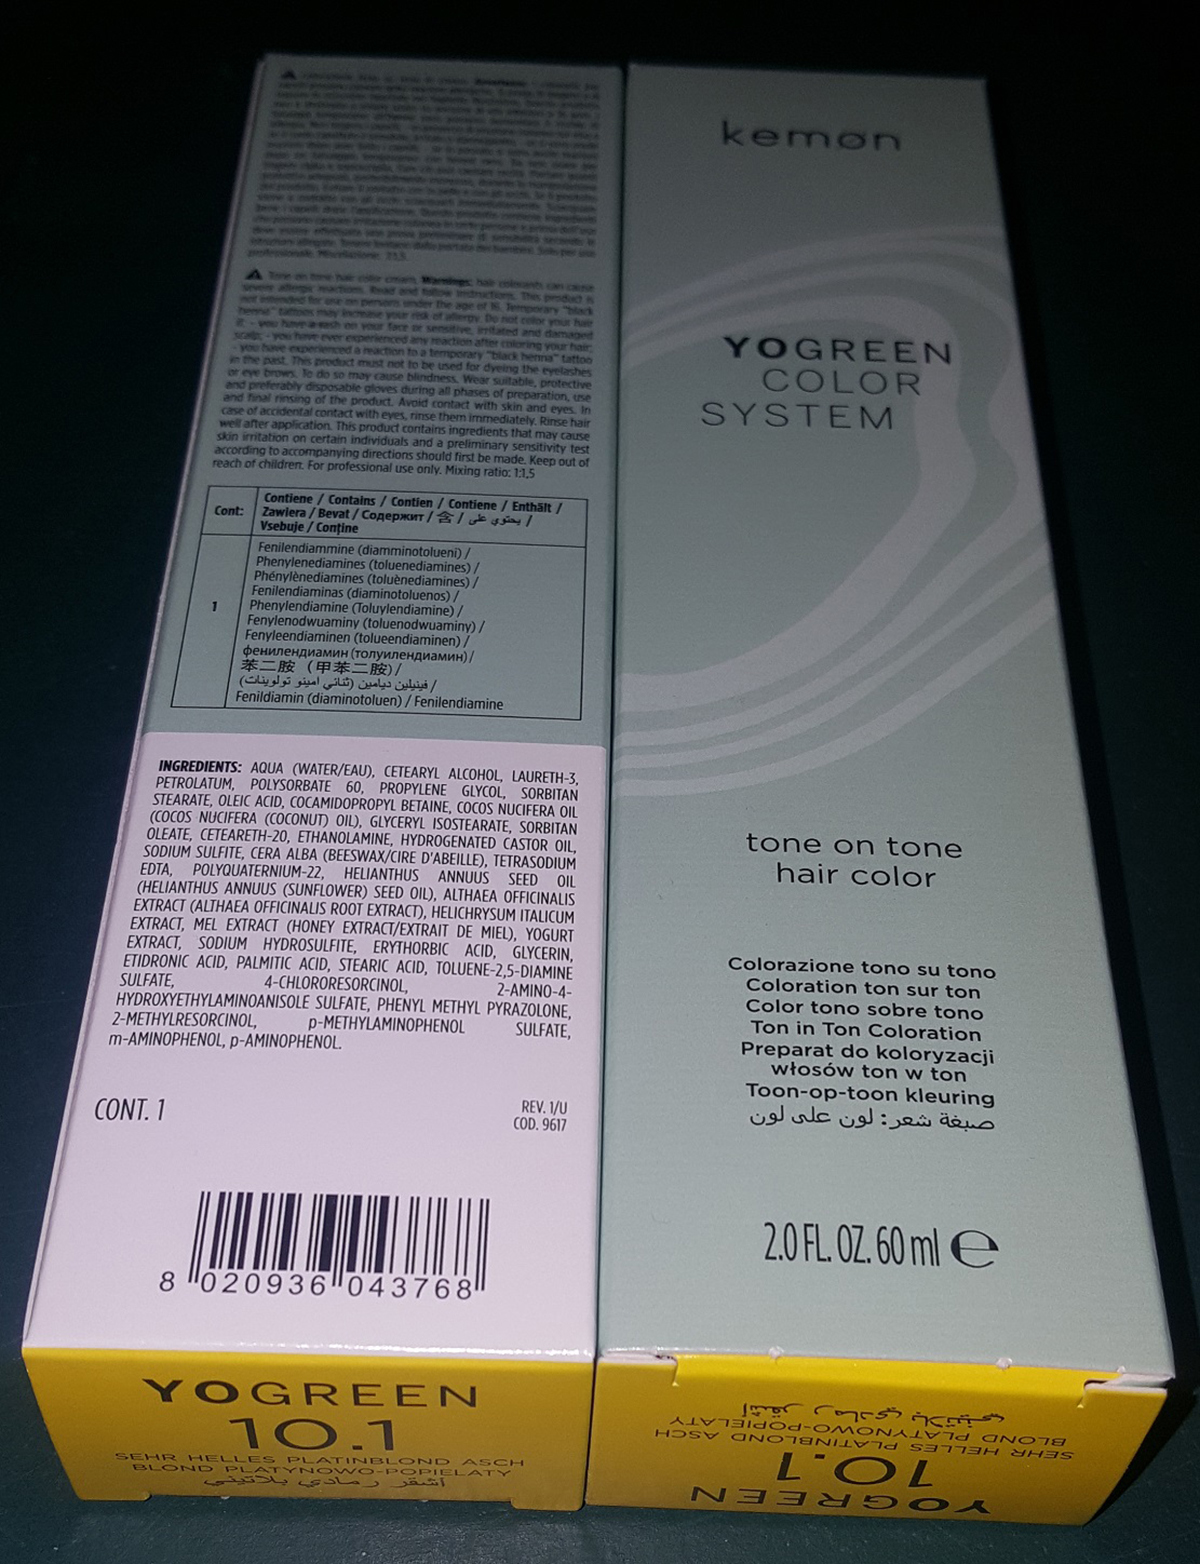 Tone on tone hair color cream. Warnings: hair colorants can cause
severe allergic reactions. Read and follow instructions. This product is
not intended for use on persons under the age of 16. Temporary "black
henna" tattoos may increase your risk of allergy. Do not color your hair
if: - you have a rash on your face or sensitive, irritated and damaged
scalp; - you have ever experienced any reaction after coloring your hair;
- you have experienced a reaction to a temporary "black henna" tattoo
in the past. This product must not to be used for dyeing the eyelashes
or eye brows. To do so may cause blindness. Wear suitable, protective
and preferably disposable gloves during all phases of preparation, use
and final rinsing of the product. Avoid contact with skin and eyes. In
case of accidental contact with eyes, rinse them immediately. Rinse hair
well after application. This product contains ingredients that may cause
skin irritation on certain individuals and a preliminary sensitivity test
according to accompanying directions should first be made. Keep out of
reach of children. For professional use only. Mixing ratio: 1:1,5
Cont:
Contiene / Contains / Contien / Contiene / Enthält /
Zawiera / Bevat / Содержит / 含 / يحتوي على /
Vsebuje / Conține
1
Fenilendiammine (diamminotolueni) /
Phenylenediamines (toluenediamines) /
Phénylènediamines (toluènediamines) /
Fenilendiaminas (diaminotoluenos) /
Phenylendiamine (Toluylendiamine) /
Fenylenodwuaminy (toluenodwuaminy) /
Fenyleendiaminen (tolueendiaminen) /
фенилендиамин (толуилендиамин) /
苯二胺（甲苯二胺）/
فينيلين ديامين (ثنائي امينو تولوينات) /
Fenildiamin (diaminotoluen) / Fenilendiamine
INGREDIENTS: AQUA (WATER/EAU), CETEARYL ALCOHOL, LAURETH-3,
PETROLATUM, POLYSORBATE 60, PROPYLENE GLYCOL, SORBITAN
STEARATE, OLEIC ACID, COCAMIDOPROPYL BETAINE, COCOS NUCIFERA OIL
(COCOS NUCIFERA (COCONUT) OIL), GLYCERYL ISOSTEARATE, SORBITAN
OLEATE, CETEARETH-20, ETHANOLAMINE, HYDROGENATED CASTOR OIL,
SODIUM SULFITE, CERA ALBA (BEESWAX/CIRE D'ABEILLE), TETRASODIUM
EDTA, POLYQUATERNIUM-22, HELIANTHUS ANNUUS SEED OIL
(HELIANTHUS ANNUUS (SUNFLOWER) SEED OIL), ALTHAEA OFFICINALIS
EXTRACT (ALTHAEA OFFICINALIS ROOT EXTRACT), HELICHRYSUM ITALICUM
EXTRACT, MEL EXTRACT (HONEY EXTRACT/EXTRAIT DE MIEL), YOGURT
EXTRACT, SODIUM HYDROSULFITE, ERYTHORBIC ACID, GLYCERIN,
ETIDRONIC ACID, PALMITIC ACID, STEARIC ACID, TOLUENE-2,5-DIAMINE
SULFATE, 4-CHLORORESORCINOL, 2-AMINO-4-
HYDROXYETHYLAMINOANISOLE SULFATE, PHENYL METHYL PYRAZOLONE,
2-METHYLRESORCINOL, p-METHYLAMINOPHENOL SULFATE,
m-AMINOPHENOL, p-AMINOPHENOL.
CONT. 1
REV. 1/U
COD. 9617
8 020936 043768
YOGREEN
10.1
SEHR HELLES PLATINBLOND ASCH
BLOND PLATYNOWO-POPIELATY
أشقر رمادي بلاتيني
kemon
YOGREEN
COLOR
SYSTEM
tone on tone
hair color
Colorazione tono su tono
Coloration ton sur ton
Color tono sobre tono
Ton in Ton Coloration
Preparat do koloryzacji
włosów ton w ton
Toon-op-toon kleuring
صبغة شعر: لون على لون
2.0 FL. OZ. 60 ml e
YOGREEN
10.1
SEHR HELLES PLATINBLOND ASCH
BLOND PLATYNOWO-POPIELATY
أشقر رمادي بلاتيني